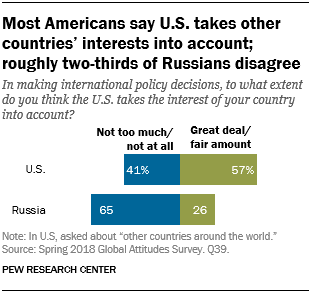 Most Americans say U.S. takes other
countries' interests into account;
roughly two-thirds of Russians disagree
In making international policy decisions, to what extent
do you think the U.S. takes the interest of your country
into account?
Not too much/ Great deal/
not at all fair amount
U.S. 41% 57%
Russia 65 26
Note: In U.S, asked about “other countries around the world.”
Source: Spring 2018 Global Attitudes Survey. Q39.
PEW RESEARCH CENTER